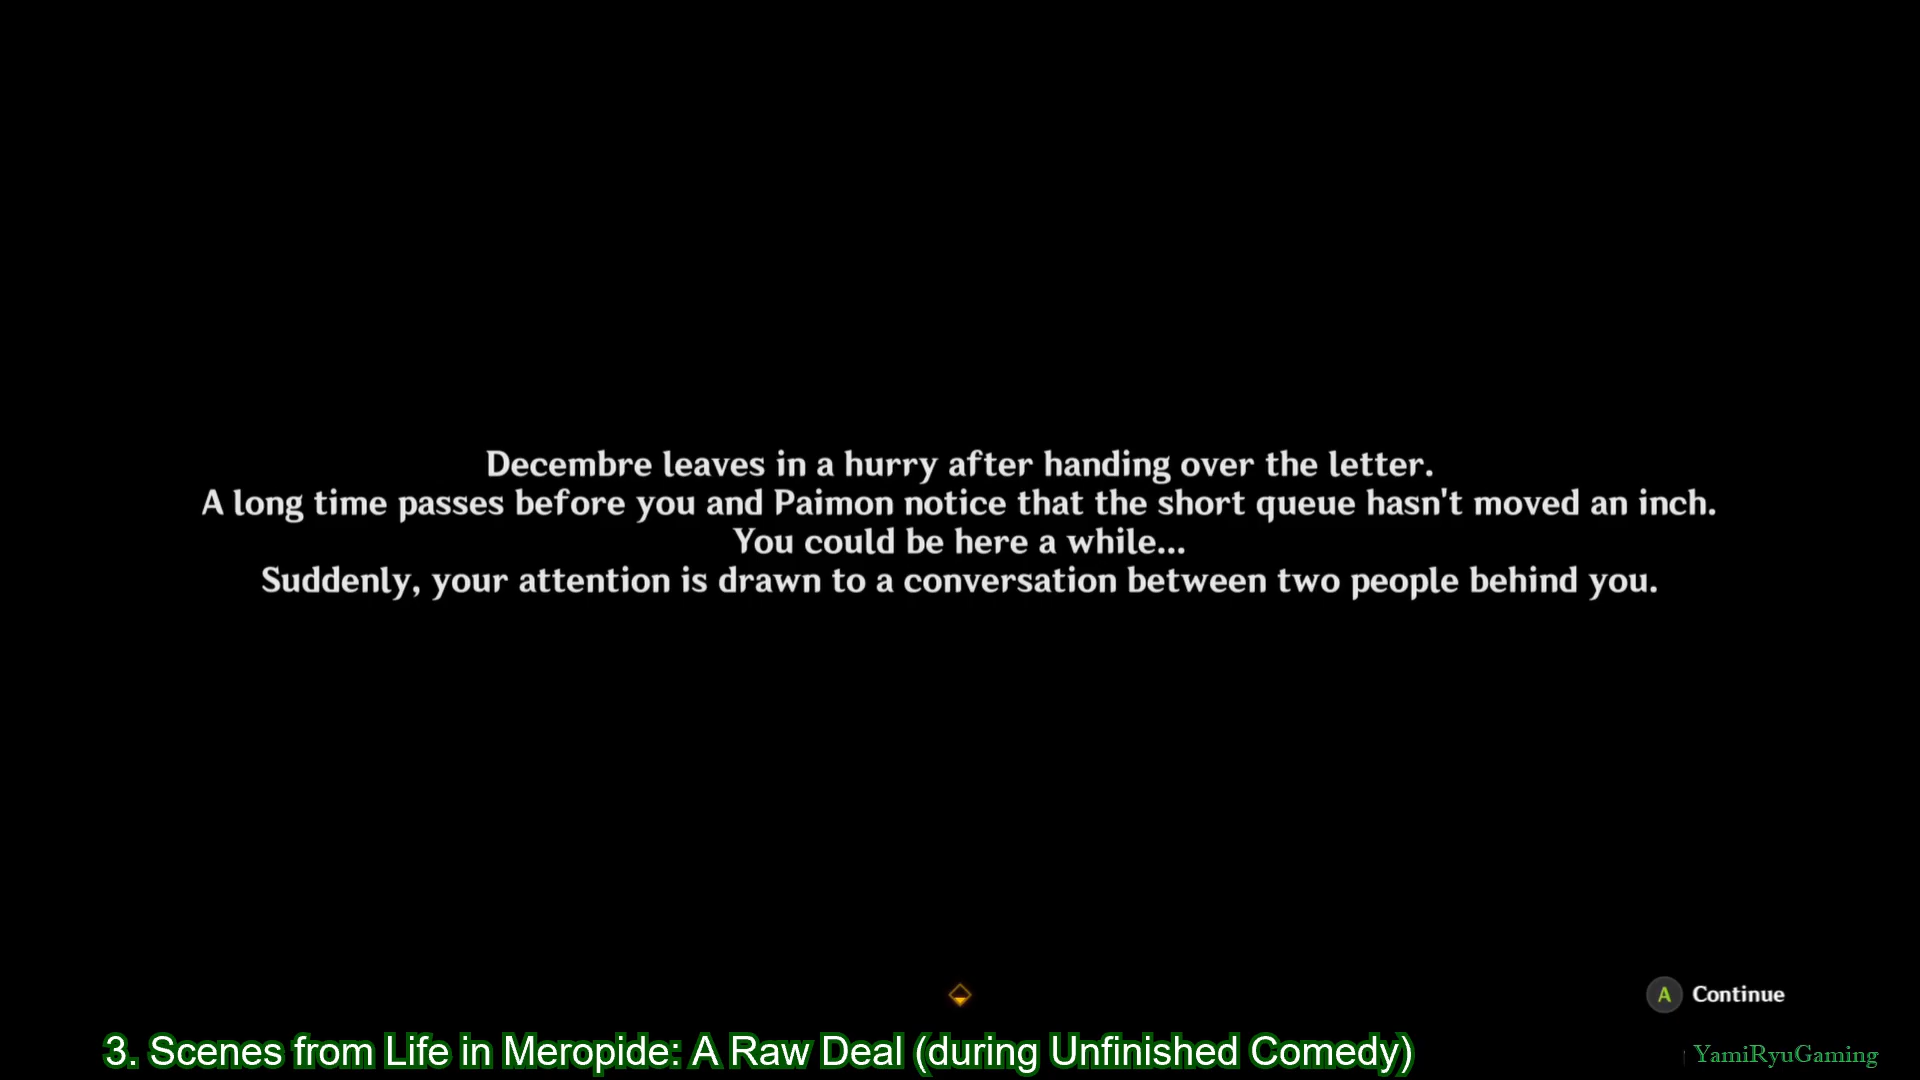 Decembre leaves in a hurry after handing over the letter.
A long time passes before you and Paimon notice that the short queue hasn't moved an inch.
You could be here a while...
Suddenly, your attention is drawn to a conversation between two people behind you.
A Continue
3. Scenes from Life in Meropide: A Raw Deal (during Unfinished Comedy)
YamiRyuGaming